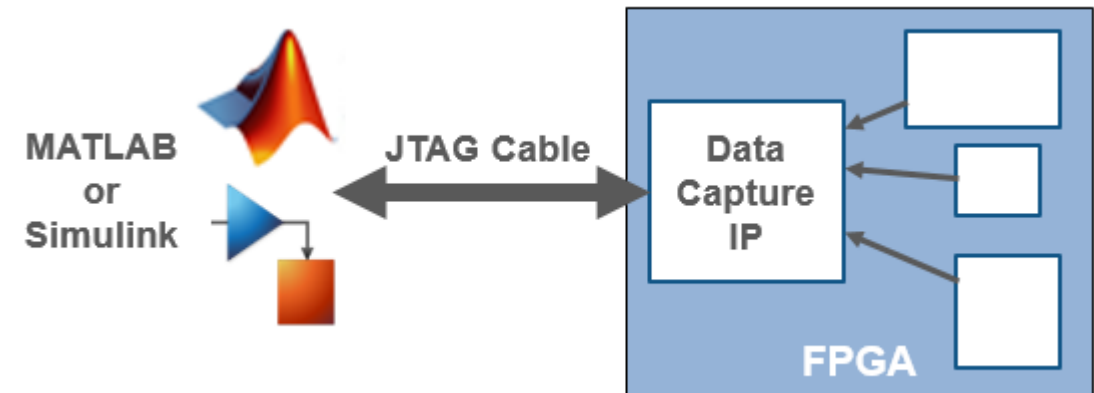 MATLAB
or
Simulink
JTAG Cable
Data
Capture
IP
FPGA